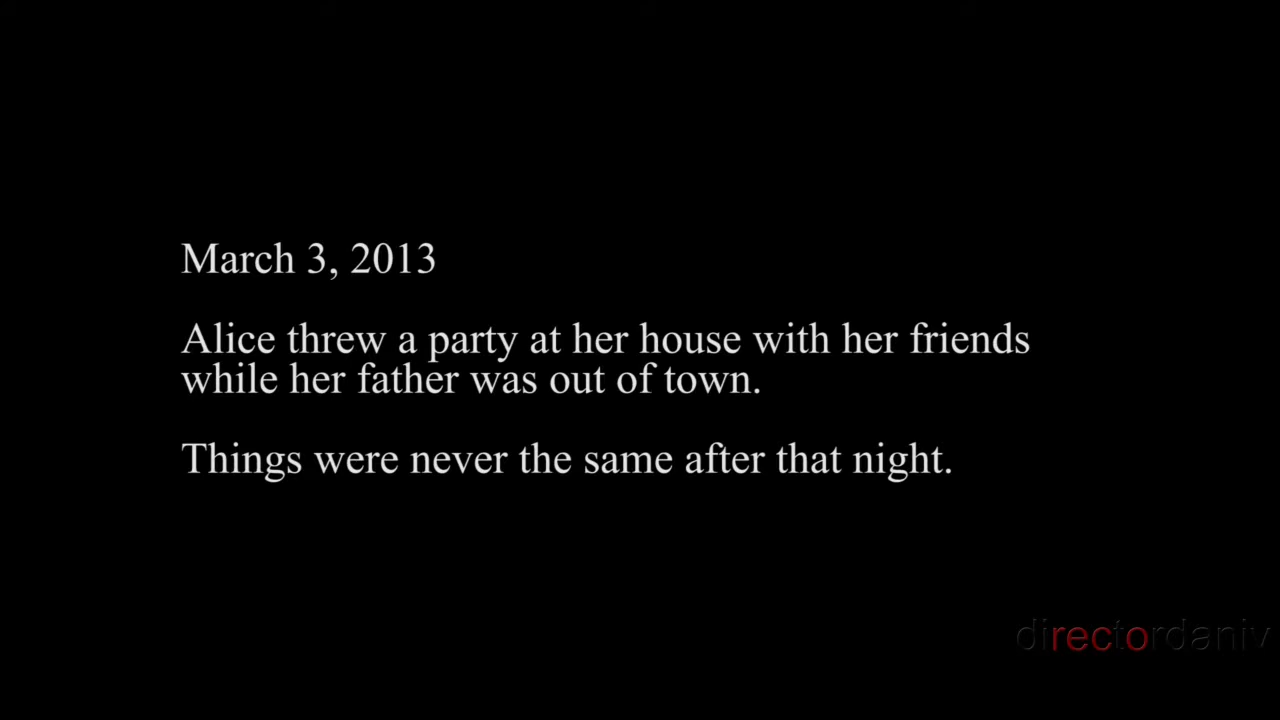 March 3, 2013
Alice threw a party at her house with her friends
while her father was out of town.
Things were never the same after that night.
directordaniv